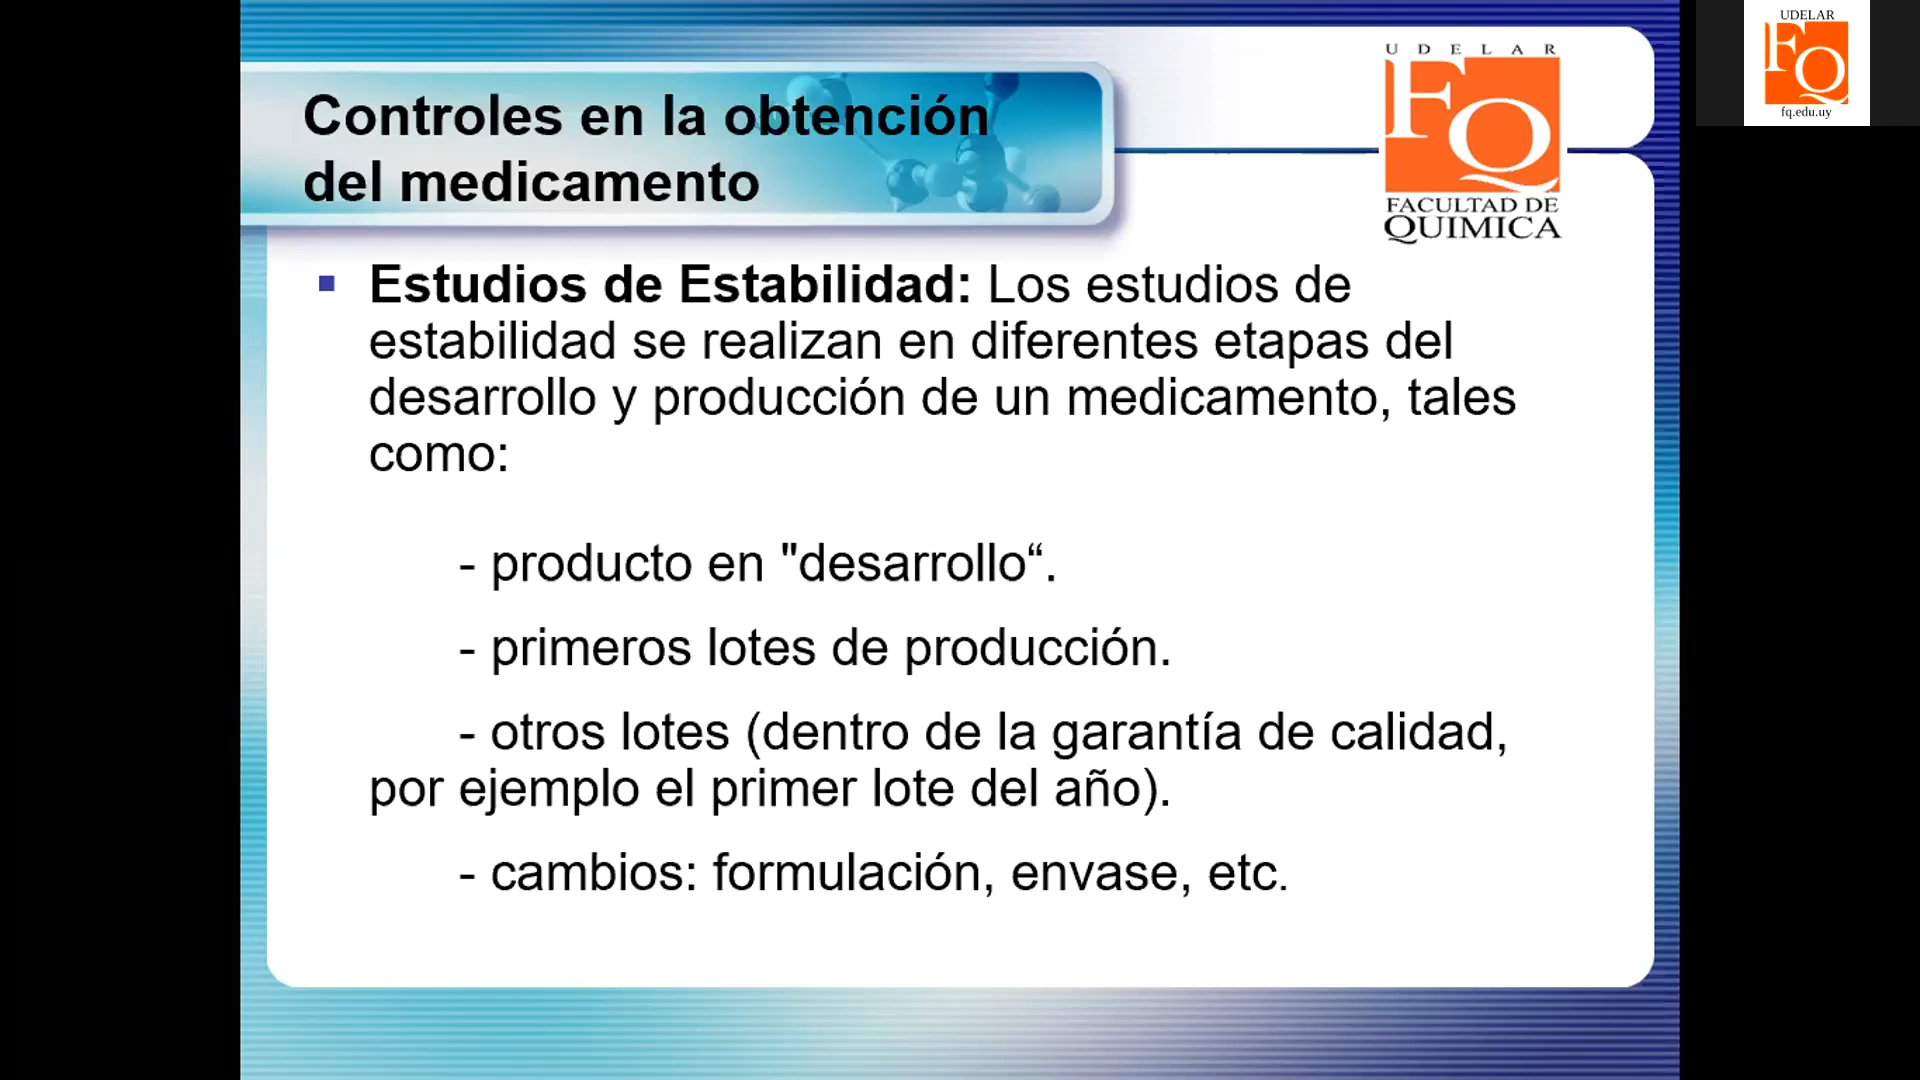 UDELAR
FQ
fq.edu.uy
Controles en la obtención
del medicamento
UDELAR
FQ
FACULTAD DE
QUIMICA
▪ Estudios de Estabilidad: Los estudios de
estabilidad se realizan en diferentes etapas del
desarrollo y producción de un medicamento, tales
como:
- producto en "desarrollo“.
- primeros lotes de producción.
- otros lotes (dentro de la garantía de calidad,
por ejemplo el primer lote del año).
- cambios: formulación, envase, etc.